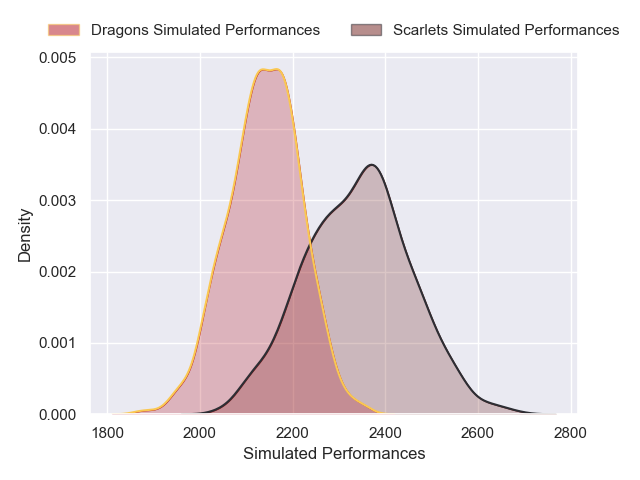 Dragons Simulated Performances Scarlets Simulated Performances
0.005
0.004
0.003
0.002
0.001
0.000
Density
1800 2000 2200 2400 2600 2800
Simulated Performances